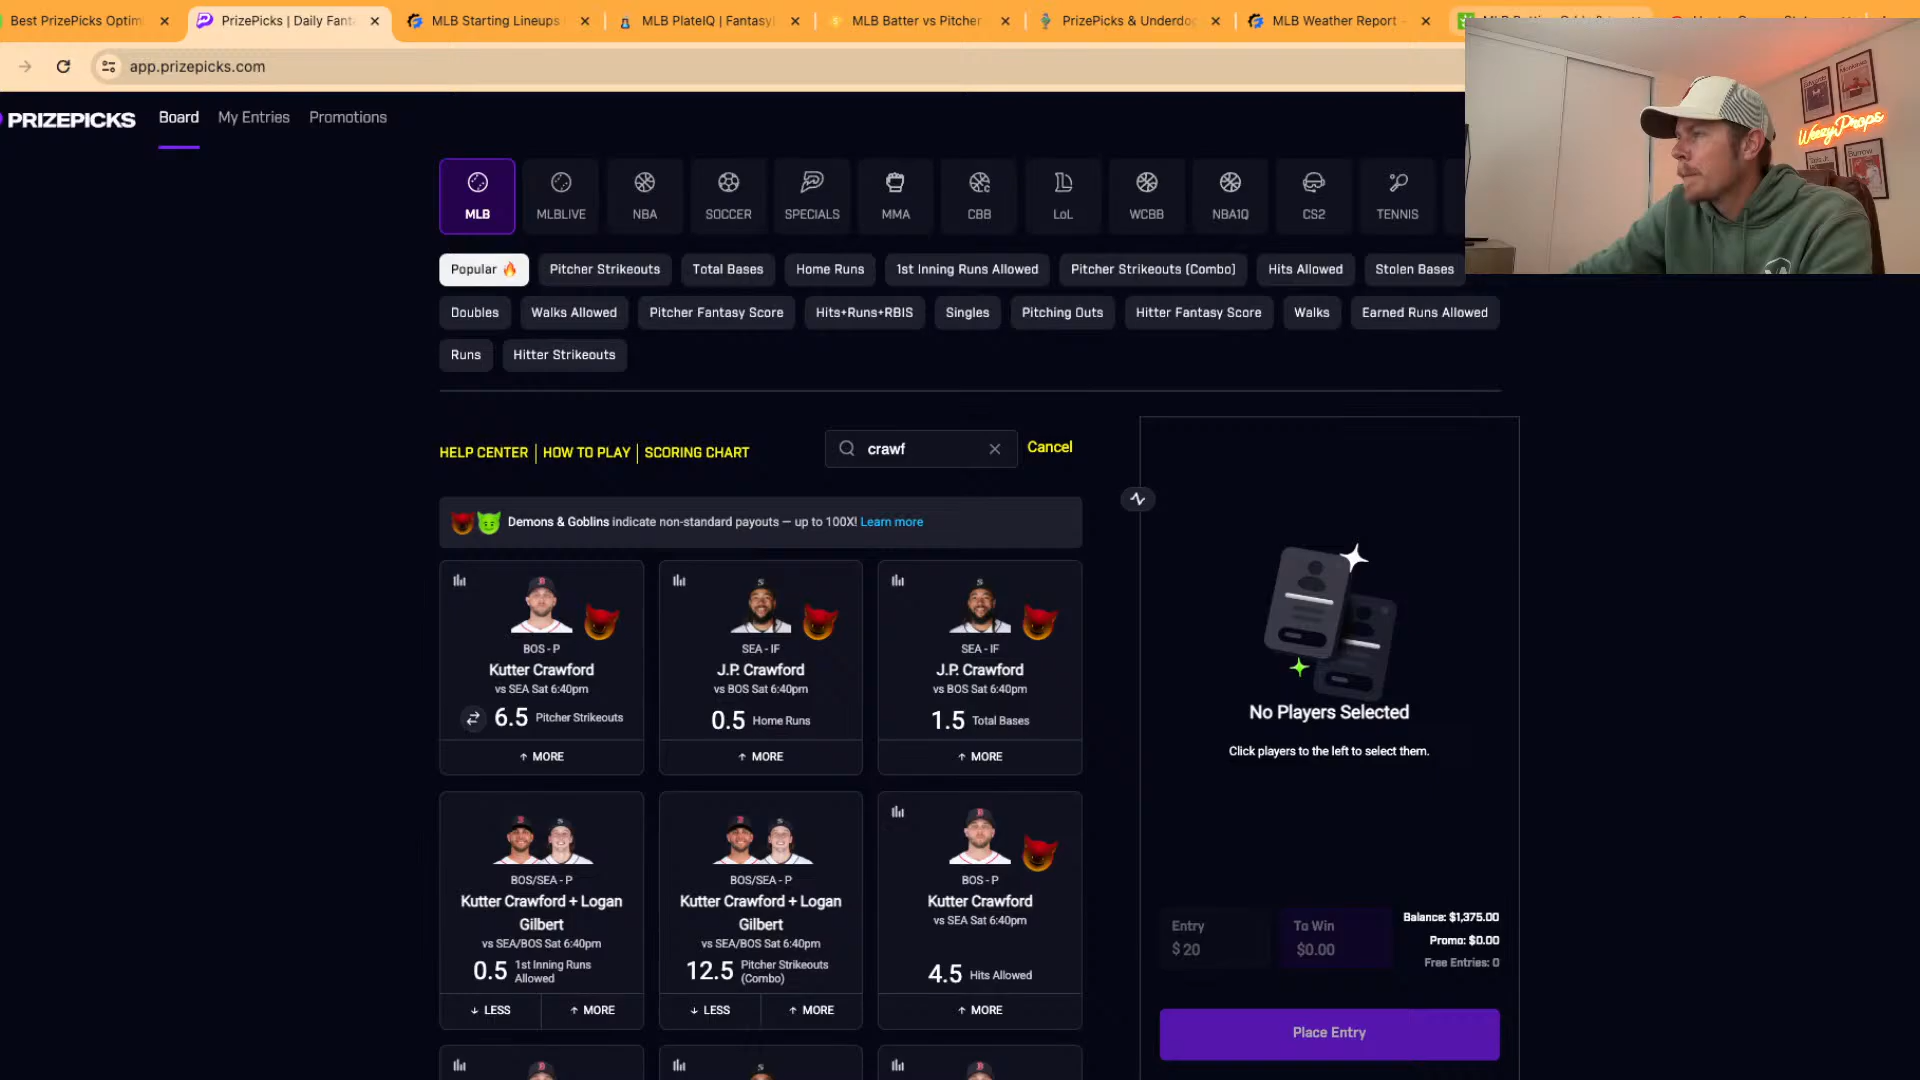 Best PrizePicks Optim
PrizePicks | Daily Fant
MLB Starting Lineups
MLB PlateIQ | Fantasyl
MLB Batter vs Pitcher
PrizePicks & Underdo
MLB Weather Report -
app.prizepicks.com
PRIZEPICKS
Board
My Entries
Promotions
MLB
MLBLIVE
NBA
SOCCER
SPECIALS
MMA
CBB
LoL
WCBB
NBA1Q
CS2
TENNIS
WeezyProps
Popular
Pitcher Strikeouts
Total Bases
Home Runs
1st Inning Runs Allowed
Pitcher Strikeouts (Combo)
Hits Allowed
Stolen Bases
Doubles
Walks Allowed
Pitcher Fantasy Score
Hits+Runs+RBIS
Singles
Pitching Outs
Hitter Fantasy Score
Walks
Earned Runs Allowed
Runs
Hitter Strikeouts
HELP CENTER | HOW TO PLAY | SCORING CHART
crawf
Cancel
Demons & Goblins indicate non-standard payouts — up to 100X! Learn more
BOS - P
Kutter Crawford
vs SEA Sat 6:40pm
6.5 Pitcher Strikeouts
↑ MORE
SEA - IF
J.P. Crawford
vs BOS Sat 6:40pm
0.5 Home Runs
↑ MORE
SEA - IF
J.P. Crawford
vs BOS Sat 6:40pm
1.5 Total Bases
↑ MORE
BOS/SEA - P
Kutter Crawford + Logan
Gilbert
vs SEA/BOS Sat 6:40pm
0.5 1st Inning Runs
Allowed
↓ LESS ↑ MORE
BOS/SEA - P
Kutter Crawford + Logan
Gilbert
vs SEA/BOS Sat 6:40pm
12.5 Pitcher Strikeouts
(Combo)
↓ LESS ↑ MORE
BOS - P
Kutter Crawford
vs SEA Sat 6:40pm
4.5 Hits Allowed
↑ MORE
No Players Selected
Click players to the left to select them.
Entry
$ 20
To Win
$0.00
Balance: $1,375.00
Promo: $0.00
Free Entries: 0
Place Entry